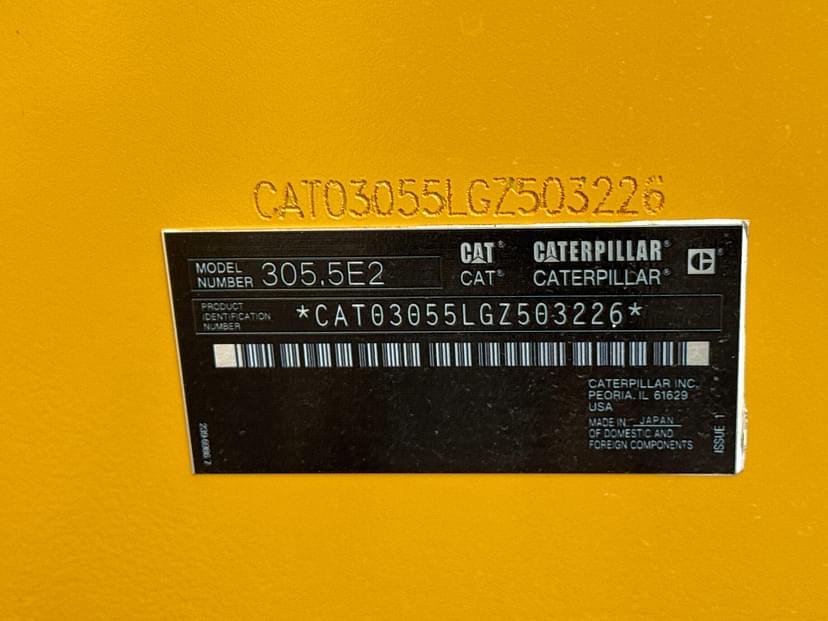 CAT03055LGZ503226
CAT® CATERPILLAR®
MODEL NUMBER 305.5E2 CAT® CATERPILLAR®
PRODUCT IDENTIFICATION NUMBER *CAT03055LGZ503226*
CATERPILLAR INC.
PEORIA, IL 61629
USA
MADE IN JAPAN
OF DOMESTIC AND
FOREIGN COMPONENTS
ISSUE 1